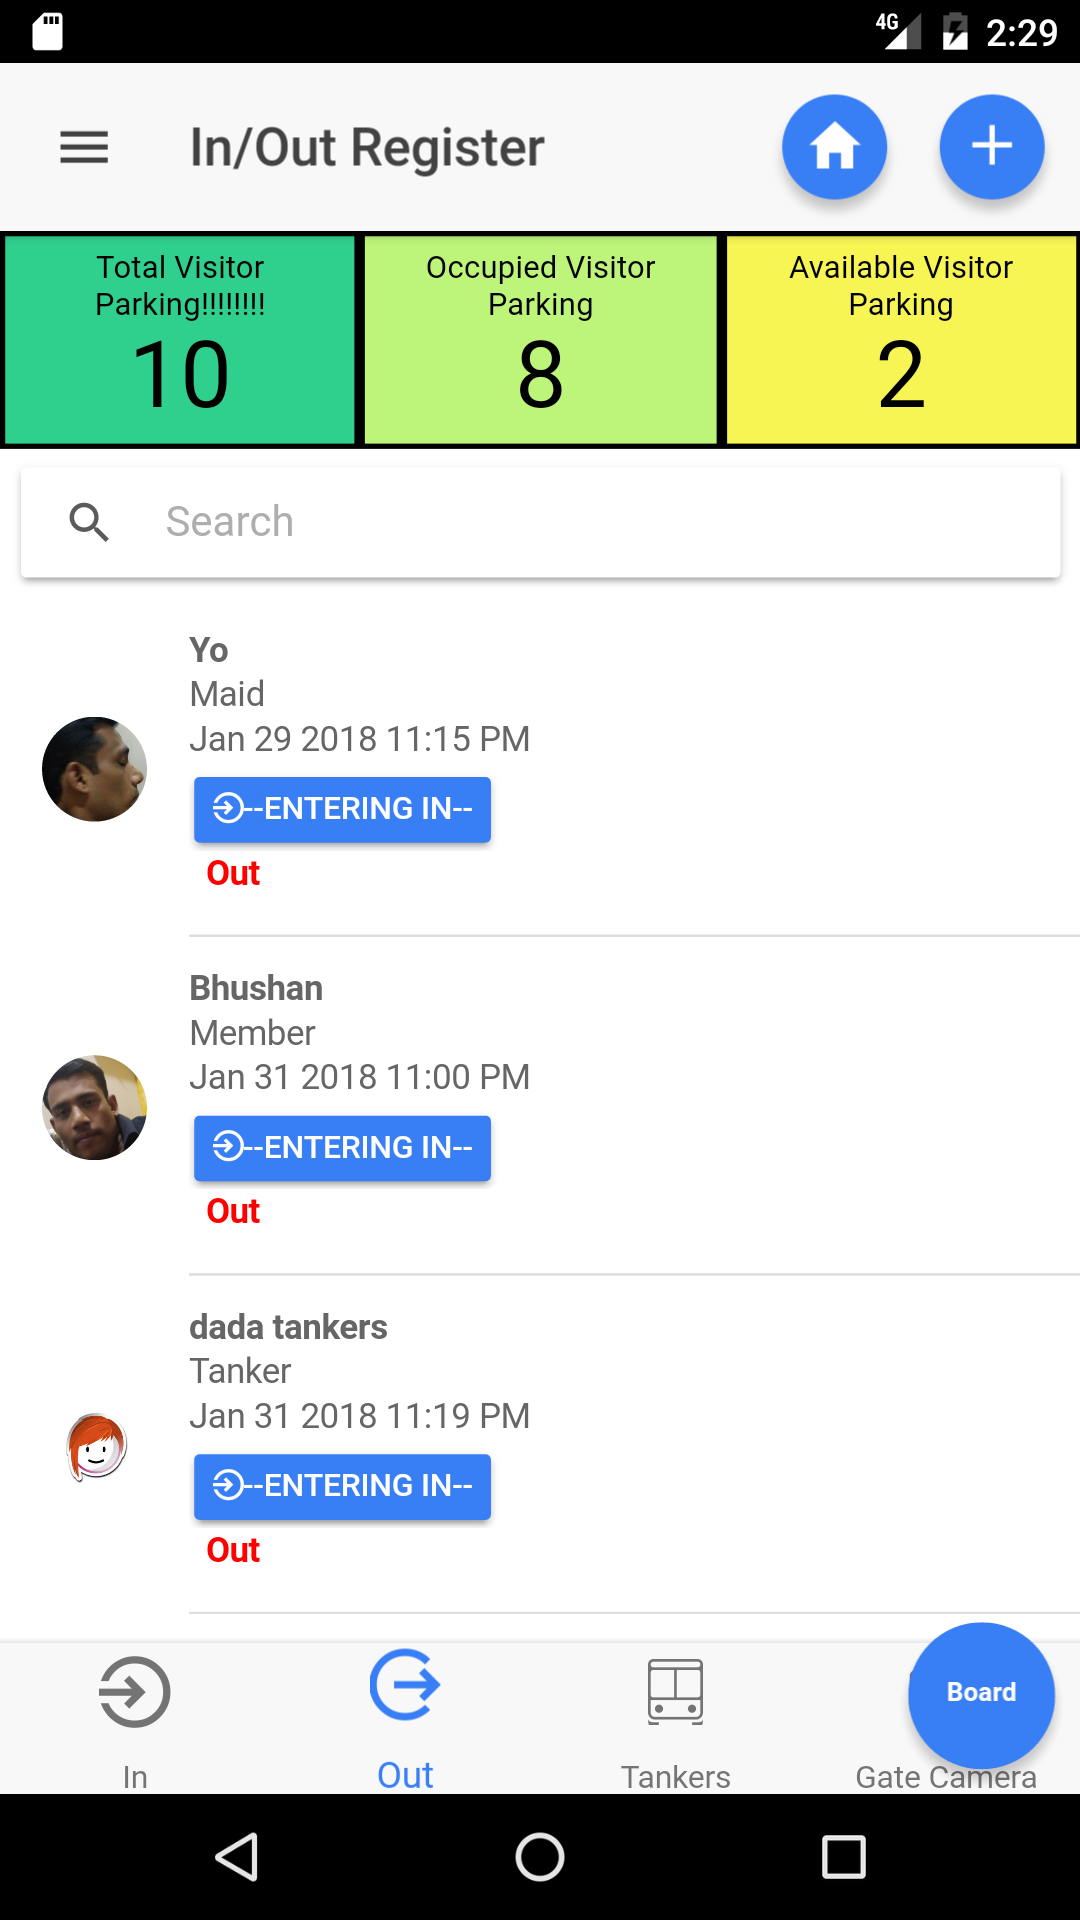 4G 2:29
In/Out Register
Total Visitor
Parking!!!!!!!!
10
Occupied Visitor
Parking
8
Available Visitor
Parking
2
Search
Yo
Maid
Jan 29 2018 11:15 PM
--ENTERING IN--
Out
Bhushan
Member
Jan 31 2018 11:00 PM
--ENTERING IN--
Out
dada tankers
Tanker
Jan 31 2018 11:19 PM
--ENTERING IN--
Out
Board
In
Out
Tankers
Gate Camera